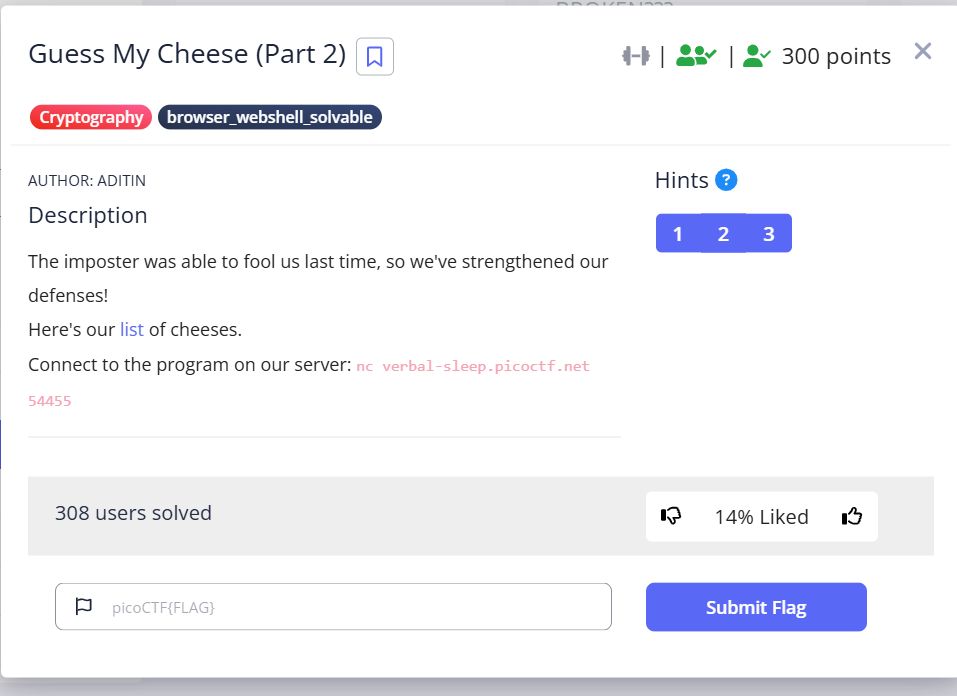 BROKEN???
Guess My Cheese (Part 2)
| | 300 points
Cryptography browser_webshell_solvable
AUTHOR: ADITIN
Description
The imposter was able to fool us last time, so we've strengthened our
defenses!
Here's our list of cheeses.
Connect to the program on our server: nc verbal-sleep.picoctf.net
54455
Hints ?
1 2 3
308 users solved
14% Liked
picoCTF{FLAG}
Submit Flag